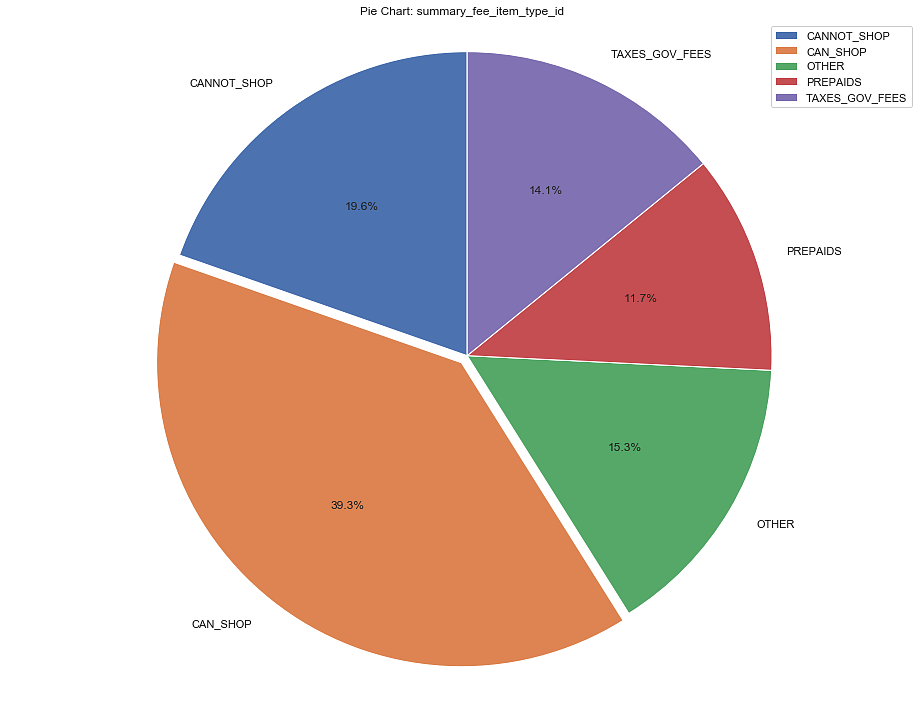 Pie Chart: summary_fee_item_type_id
CANNOT_SHOP
CAN_SHOP
OTHER
PREPAIDS
TAXES_GOV_FEES
TAXES_GOV_FEES
CANNOT_SHOP
14.1%
19.6%
PREPAIDS
11.7%
15.3%
39.3%
OTHER
CAN_SHOP